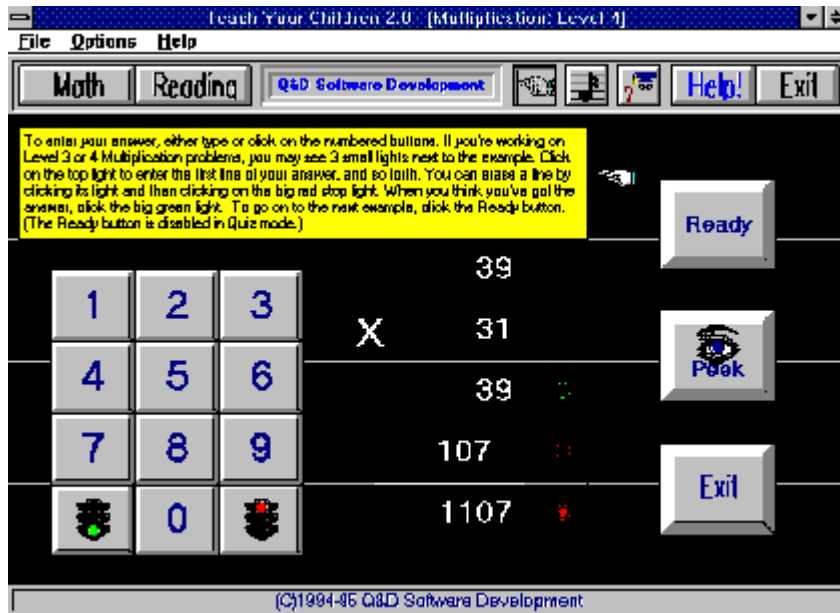 Teach Your Children 2.0 - [Multiplication: Level 4]
File Options Help
Math Reading Q&D Software Development Help! Exit
To enter your answer, either type or click on the numbered buttons. If you're working on
Level 3 or 4 Multiplication problems, you may see 3 small lights next to the example. Click
on the top light to enter the first line of your answer, and so forth. You can erase a line by
clicking its light and then clicking on the big red stop light. When you think you've got the
answer, click the big green light. To go on to the next example, click the Ready button.
(The Ready button is disabled in Quiz mode.)
Ready
39
1 2 3
X 31
Peek
4 5 6
39
7 8 9
107
Exit
0
1107
(C)1994-95 Q&D Software Development